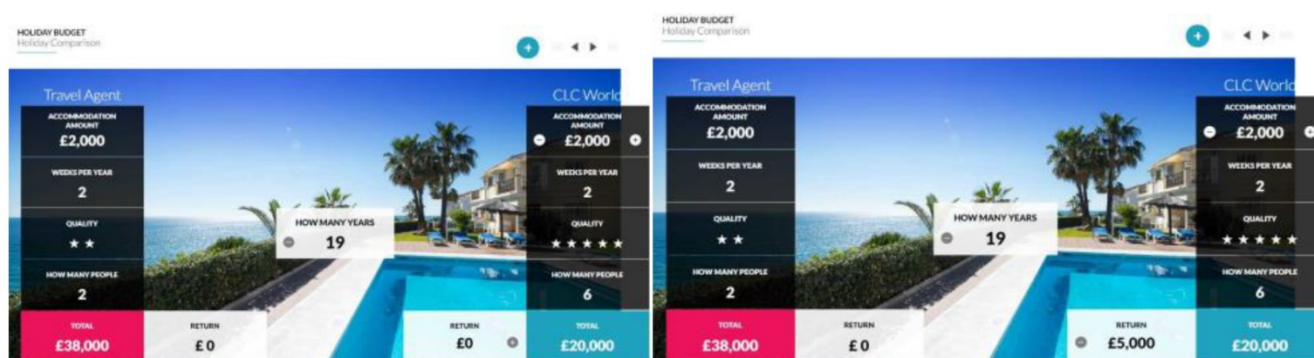 HOLIDAY BUDGET
Holiday Comparison
Travel Agent
ACCOMMODATION
AMOUNT
£2,000
WEEKS PER YEAR
2
QUALITY
HOW MANY PEOPLE
2
TOTAL
£38,000
RETURN
£0
HOW MANY YEARS
19
CLC World
ACCOMMODATION
AMOUNT
£2,000
WEEKS PER YEAR
2
QUALITY
HOW MANY PEOPLE
6
RETURN
£0
TOTAL
£20,000
HOLIDAY BUDGET
Holiday Comparison
Travel Agent
ACCOMMODATION
AMOUNT
£2,000
WEEKS PER YEAR
2
QUALITY
HOW MANY PEOPLE
2
TOTAL
£38,000
RETURN
£0
HOW MANY YEARS
19
CLC World
ACCOMMODATION
AMOUNT
£2,000
WEEKS PER YEAR
2
QUALITY
HOW MANY PEOPLE
6
RETURN
£5,000
TOTAL
£20,000